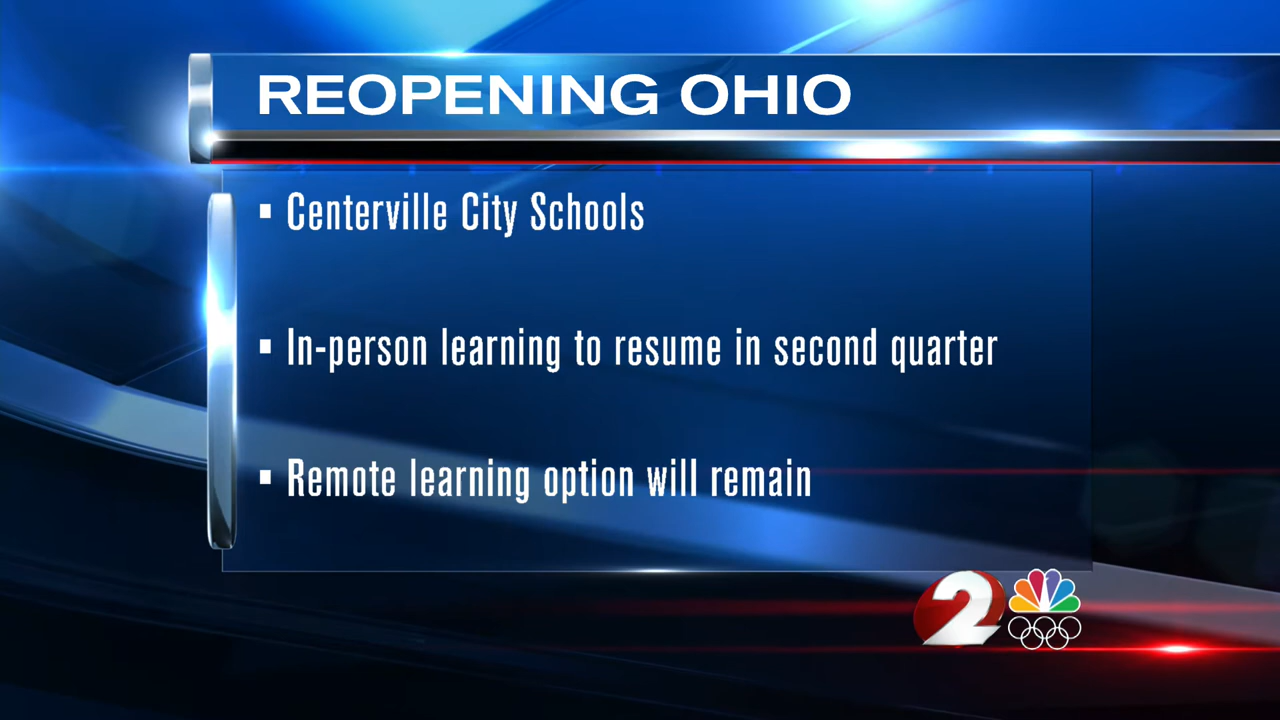 REOPENING OHIO
▪ Centerville City Schools
▪ In-person learning to resume in second quarter
▪ Remote learning option will remain
2